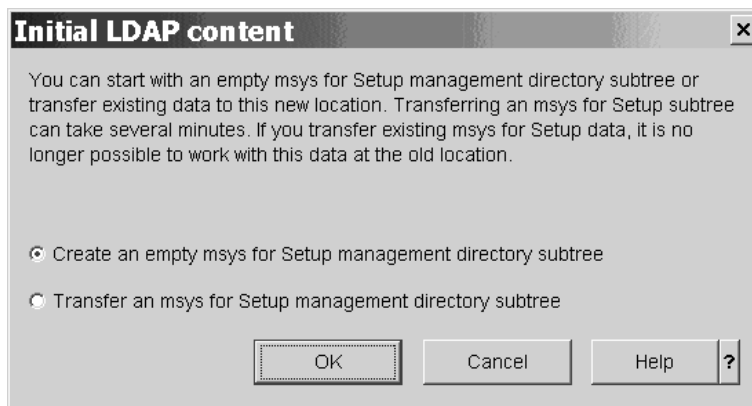 Initial LDAP content
You can start with an empty msys for Setup management directory subtree or
transfer existing data to this new location. Transferring an msys for Setup subtree
can take several minutes. If you transfer existing msys for Setup data, it is no
longer possible to work with this data at the old location.
Create an empty msys for Setup management directory subtree
Transfer an msys for Setup management directory subtree
OK Cancel Help ?